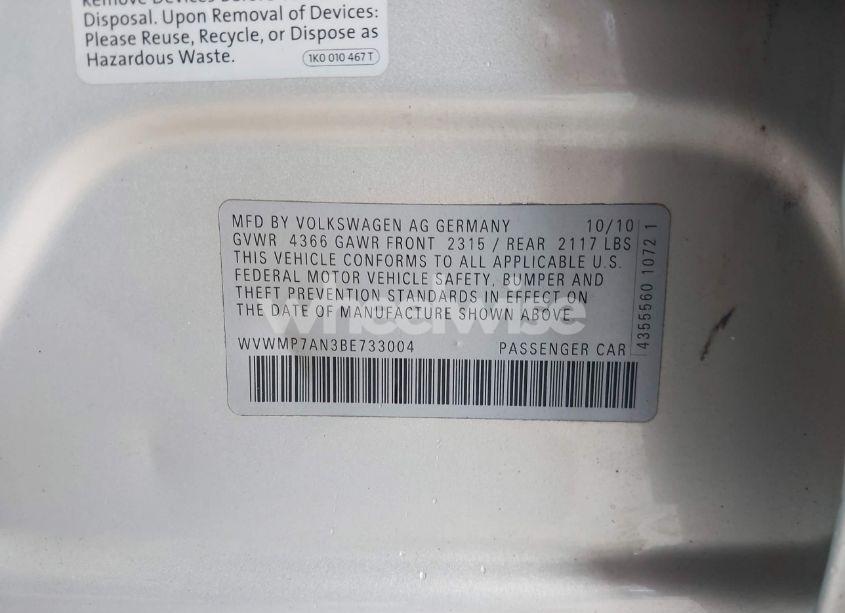 Disposal. Upon Removal of Devices:
Please Reuse, Recycle, or Dispose as
Hazardous Waste.
1K0 010 467 T
MFD BY VOLKSWAGEN AG GERMANY 10/10
GVWR 4366 GAWR FRONT 2315 / REAR 2117 LBS
THIS VEHICLE CONFORMS TO ALL APPLICABLE U.S.
FEDERAL MOTOR VEHICLE SAFETY, BUMPER AND
THEFT PREVENTION STANDARDS IN EFFECT ON
THE DATE OF MANUFACTURE SHOWN ABOVE.
WVWMP7AN3BE733004 PASSENGER CAR
4355560 1072 1
wheelwise